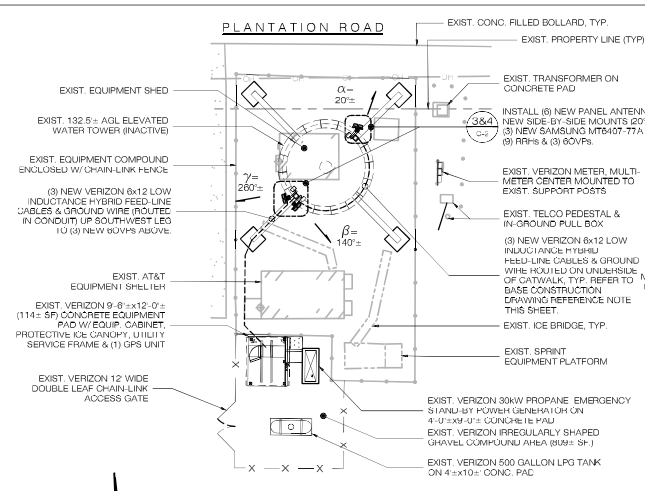 PLANTATION ROAD
EXIST. CONC. FILLED BOLLARD, TYP.
EXIST. PROPERTY LINE (TYP)
EXIST. EQUIPMENT SHED
α=
20°±
EXIST. TRANSFORMER ON
CONCRETE PAD
EXIST. 132.5'± AGL ELEVATED
WATER TOWER (INACTIVE)
3&4
C-2
INSTALL (6) NEW PANEL ANTENN
NEW SIDE-BY-SIDE MOUNTS (20°
(3) NEW SAMSUNG MT6407-77A
(9) RRHs & (3) 6OVPs.
EXIST. EQUIPMENT COMPOUND
ENCLOSED W/ CHAIN-LINK FENCE
γ=
260°±
EXIST. VERIZON METER, MULTI-
METER CENTER MOUNTED TO
EXIST. SUPPORT POSTS
(3) NEW VERIZON 6x12 LOW
INDUCTANCE HYBRID FEED-LINE
CABLES & GROUND WIRE (ROUTED
IN CONDUIT) UP SOUTHWEST LEG
TO (3) NEW 6OVPs ABOVE.
β=
140°±
EXIST. TELCO PEDESTAL &
IN-GROUND PULL BOX
(3) NEW VERIZON 6x12 LOW
INDUCTANCE HYBRID
FEED-LINE CABLES & GROUND
WIRE ROUTED ON UNDERSIDE
OF CATWALK, TYP. REFER TO
BASE CONSTRUCTION
DRAWING REFERENCE NOTE
THIS SHEET.
EXIST. AT&T
EQUIPMENT SHELTER
EXIST. VERIZON 9'-6"±x12'-0"±
(114± SF) CONCRETE EQUIPMENT
PAD W/ EQUIP. CABINET,
PROTECTIVE ICE CANOPY, UTILITY
SERVICE FRAME & (1) GPS UNIT
EXIST. ICE BRIDGE, TYP.
EXIST. SPRINT
EQUIPMENT PLATFORM
EXIST. VERIZON 12' WIDE
DOUBLE LEAF CHAIN-LINK
ACCESS GATE
EXIST. VERIZON 30kW PROPANE EMERGENCY
STAND-BY POWER GENERATOR ON
4'-0"±x9'-0"± CONCRETE PAD
EXIST. VERIZON IRREGULARLY SHAPED
GRAVEL COMPOUND AREA (809± SF.)
EXIST. VERIZON 500 GALLON LPG TANK
ON 4'±x10±' CONC. PAD